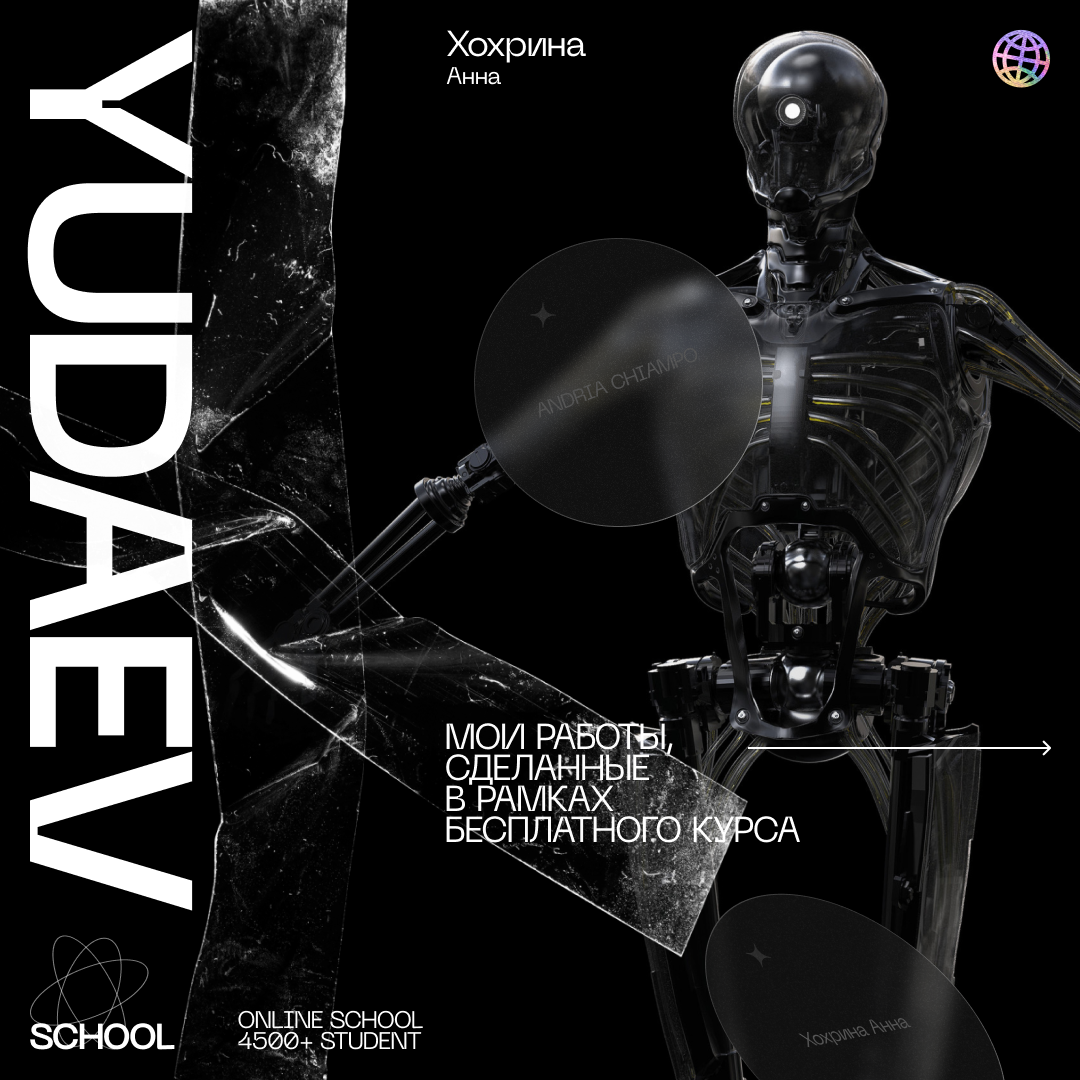 YUDAEV
SCHOOL
Хохрина
Анна
ANDRIA CHIAMPO
МОИ РАБОТЫ,
СДЕЛАННЫЕ
В РАМКАХ
БЕСПЛАТНОГО КУРСА
Хохрина Анна
ONLINE SCHOOL
4500+ STUDENT